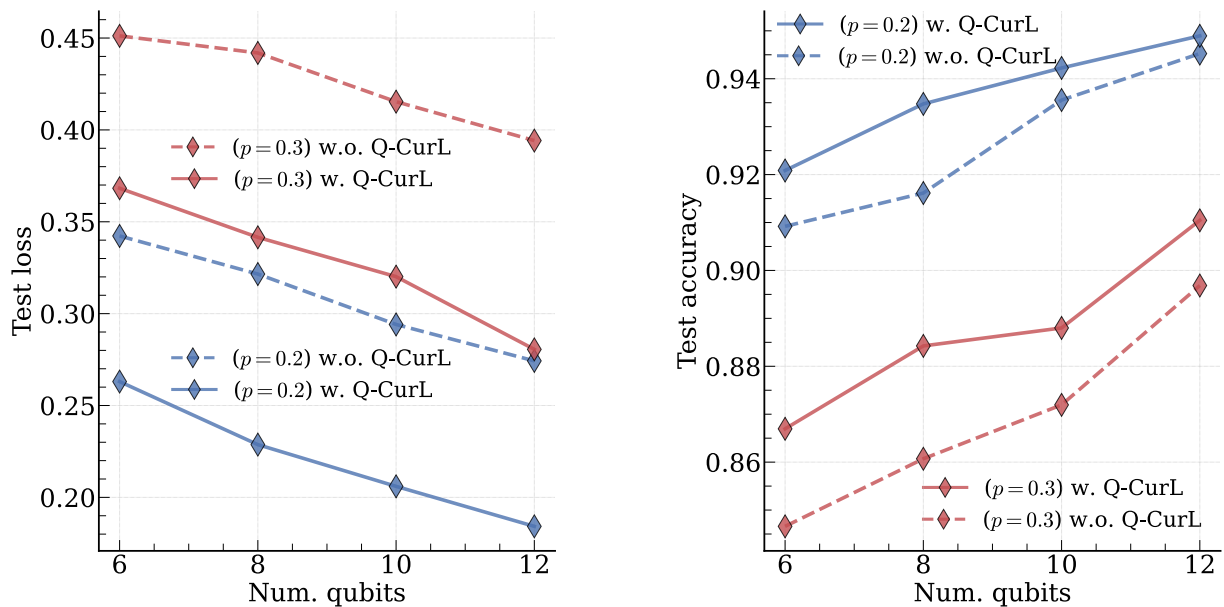 0.45
0.40
0.35
0.30
0.25
0.20
Test loss
(p = 0.3) w.o. Q-CurL
(p = 0.3) w. Q-CurL
(p = 0.2) w.o. Q-CurL
(p = 0.2) w. Q-CurL
6 8 10 12
Num. qubits
0.94
0.92
0.90
0.88
0.86
Test accuracy
(p = 0.2) w. Q-CurL
(p = 0.2) w.o. Q-CurL
(p = 0.3) w. Q-CurL
(p = 0.3) w.o. Q-CurL
6 8 10 12
Num. qubits